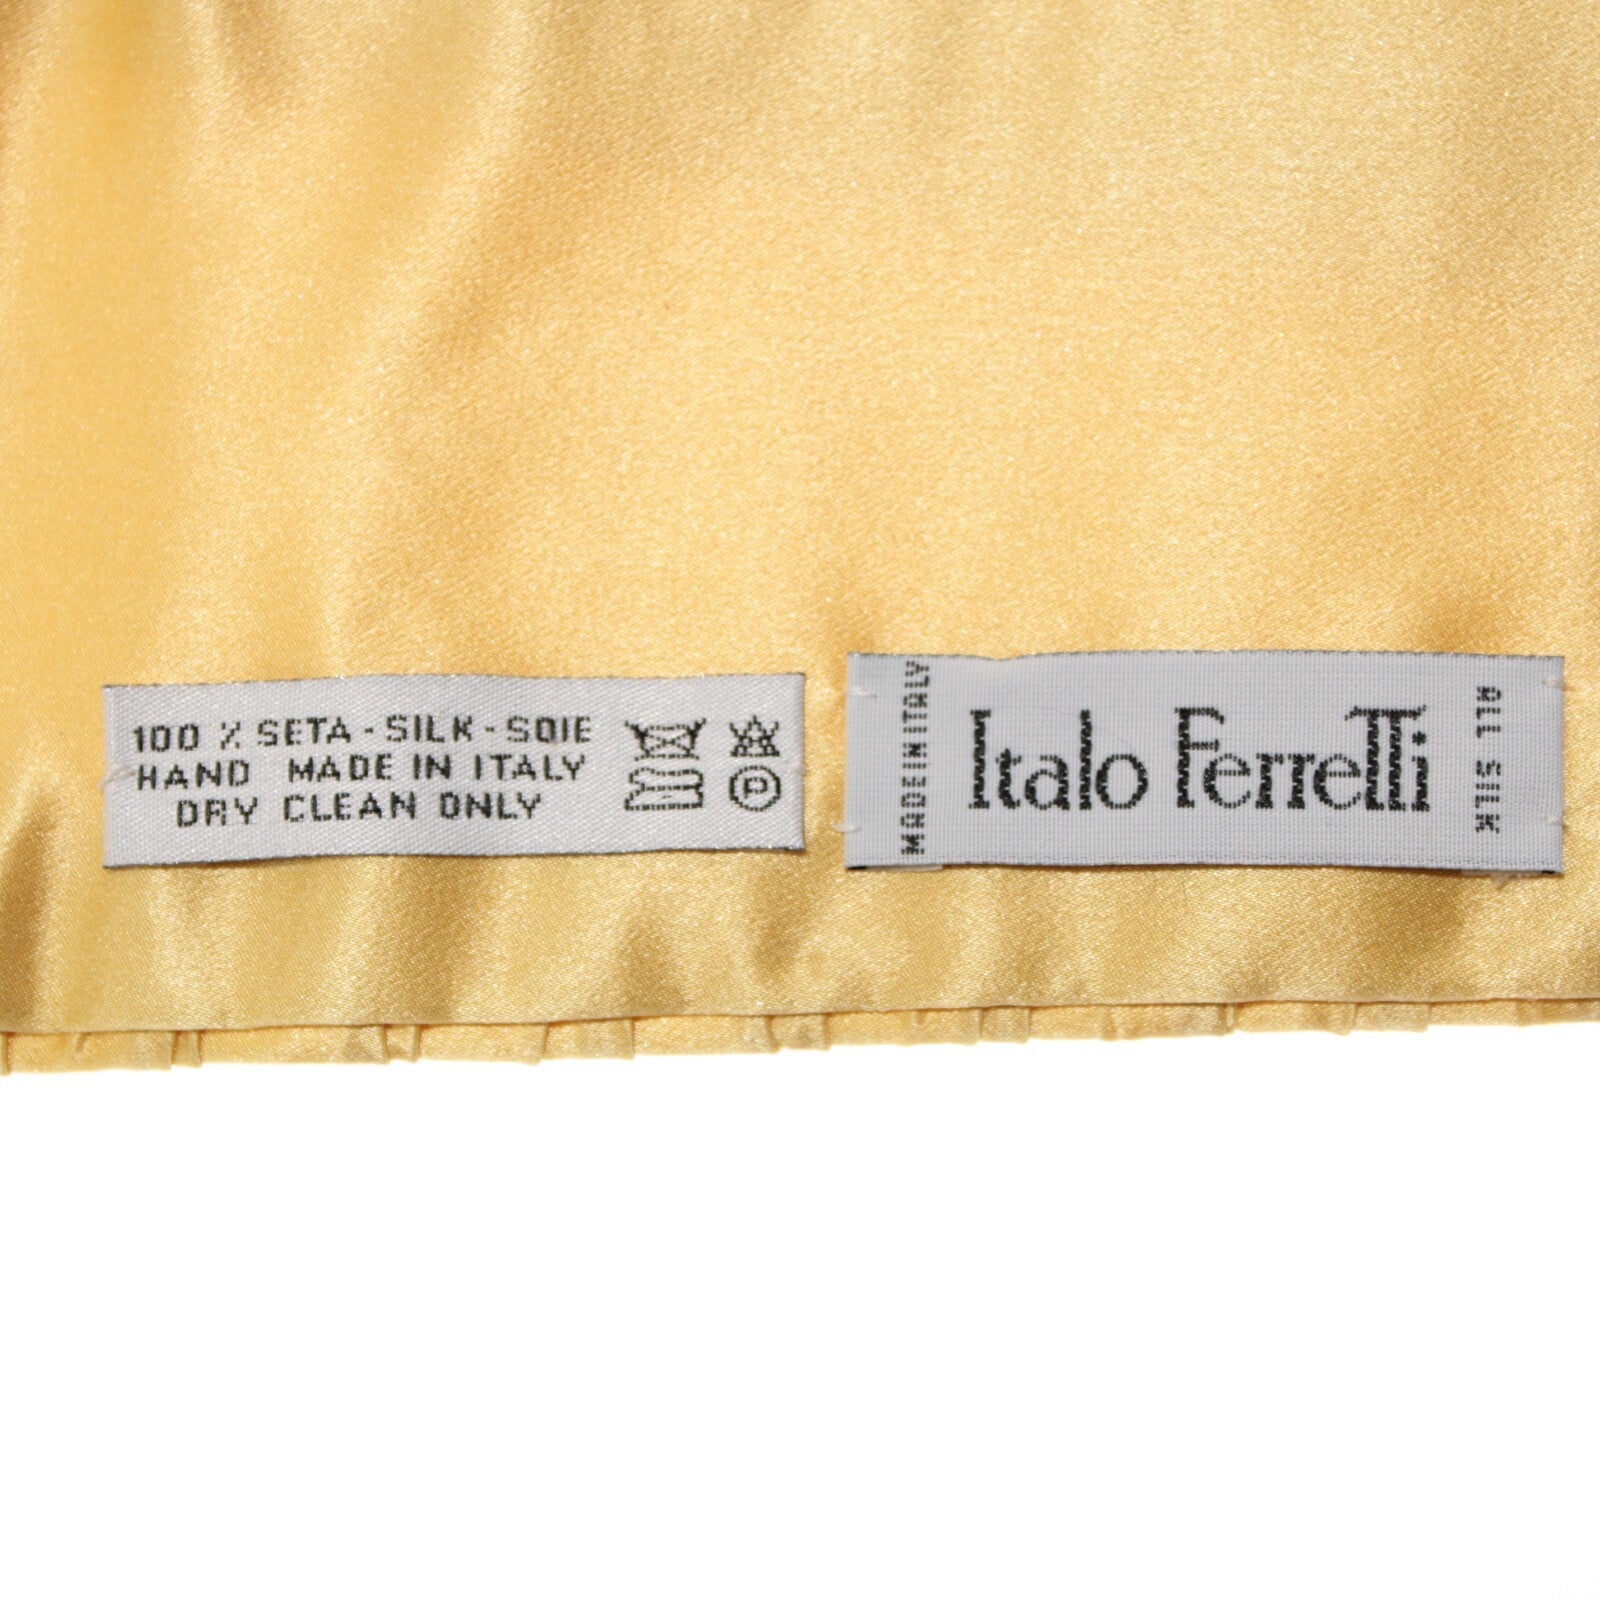 100 % SETA - SILK - SOIE
HAND MADE IN ITALY
DRY CLEAN ONLY
P
MADE IN ITALY
Italo Ferretti
ALL SILK